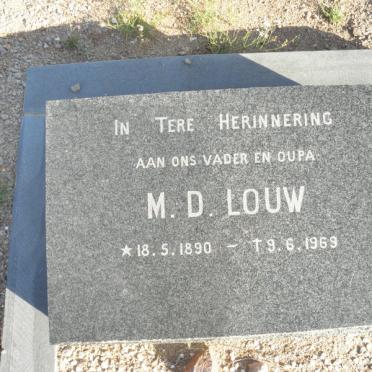 IN TERE HERINNERING
AAN ONS VADER EN OUPA
M. D. LOUW
★ 18. 5. 1890 – † 9. 6. 1969